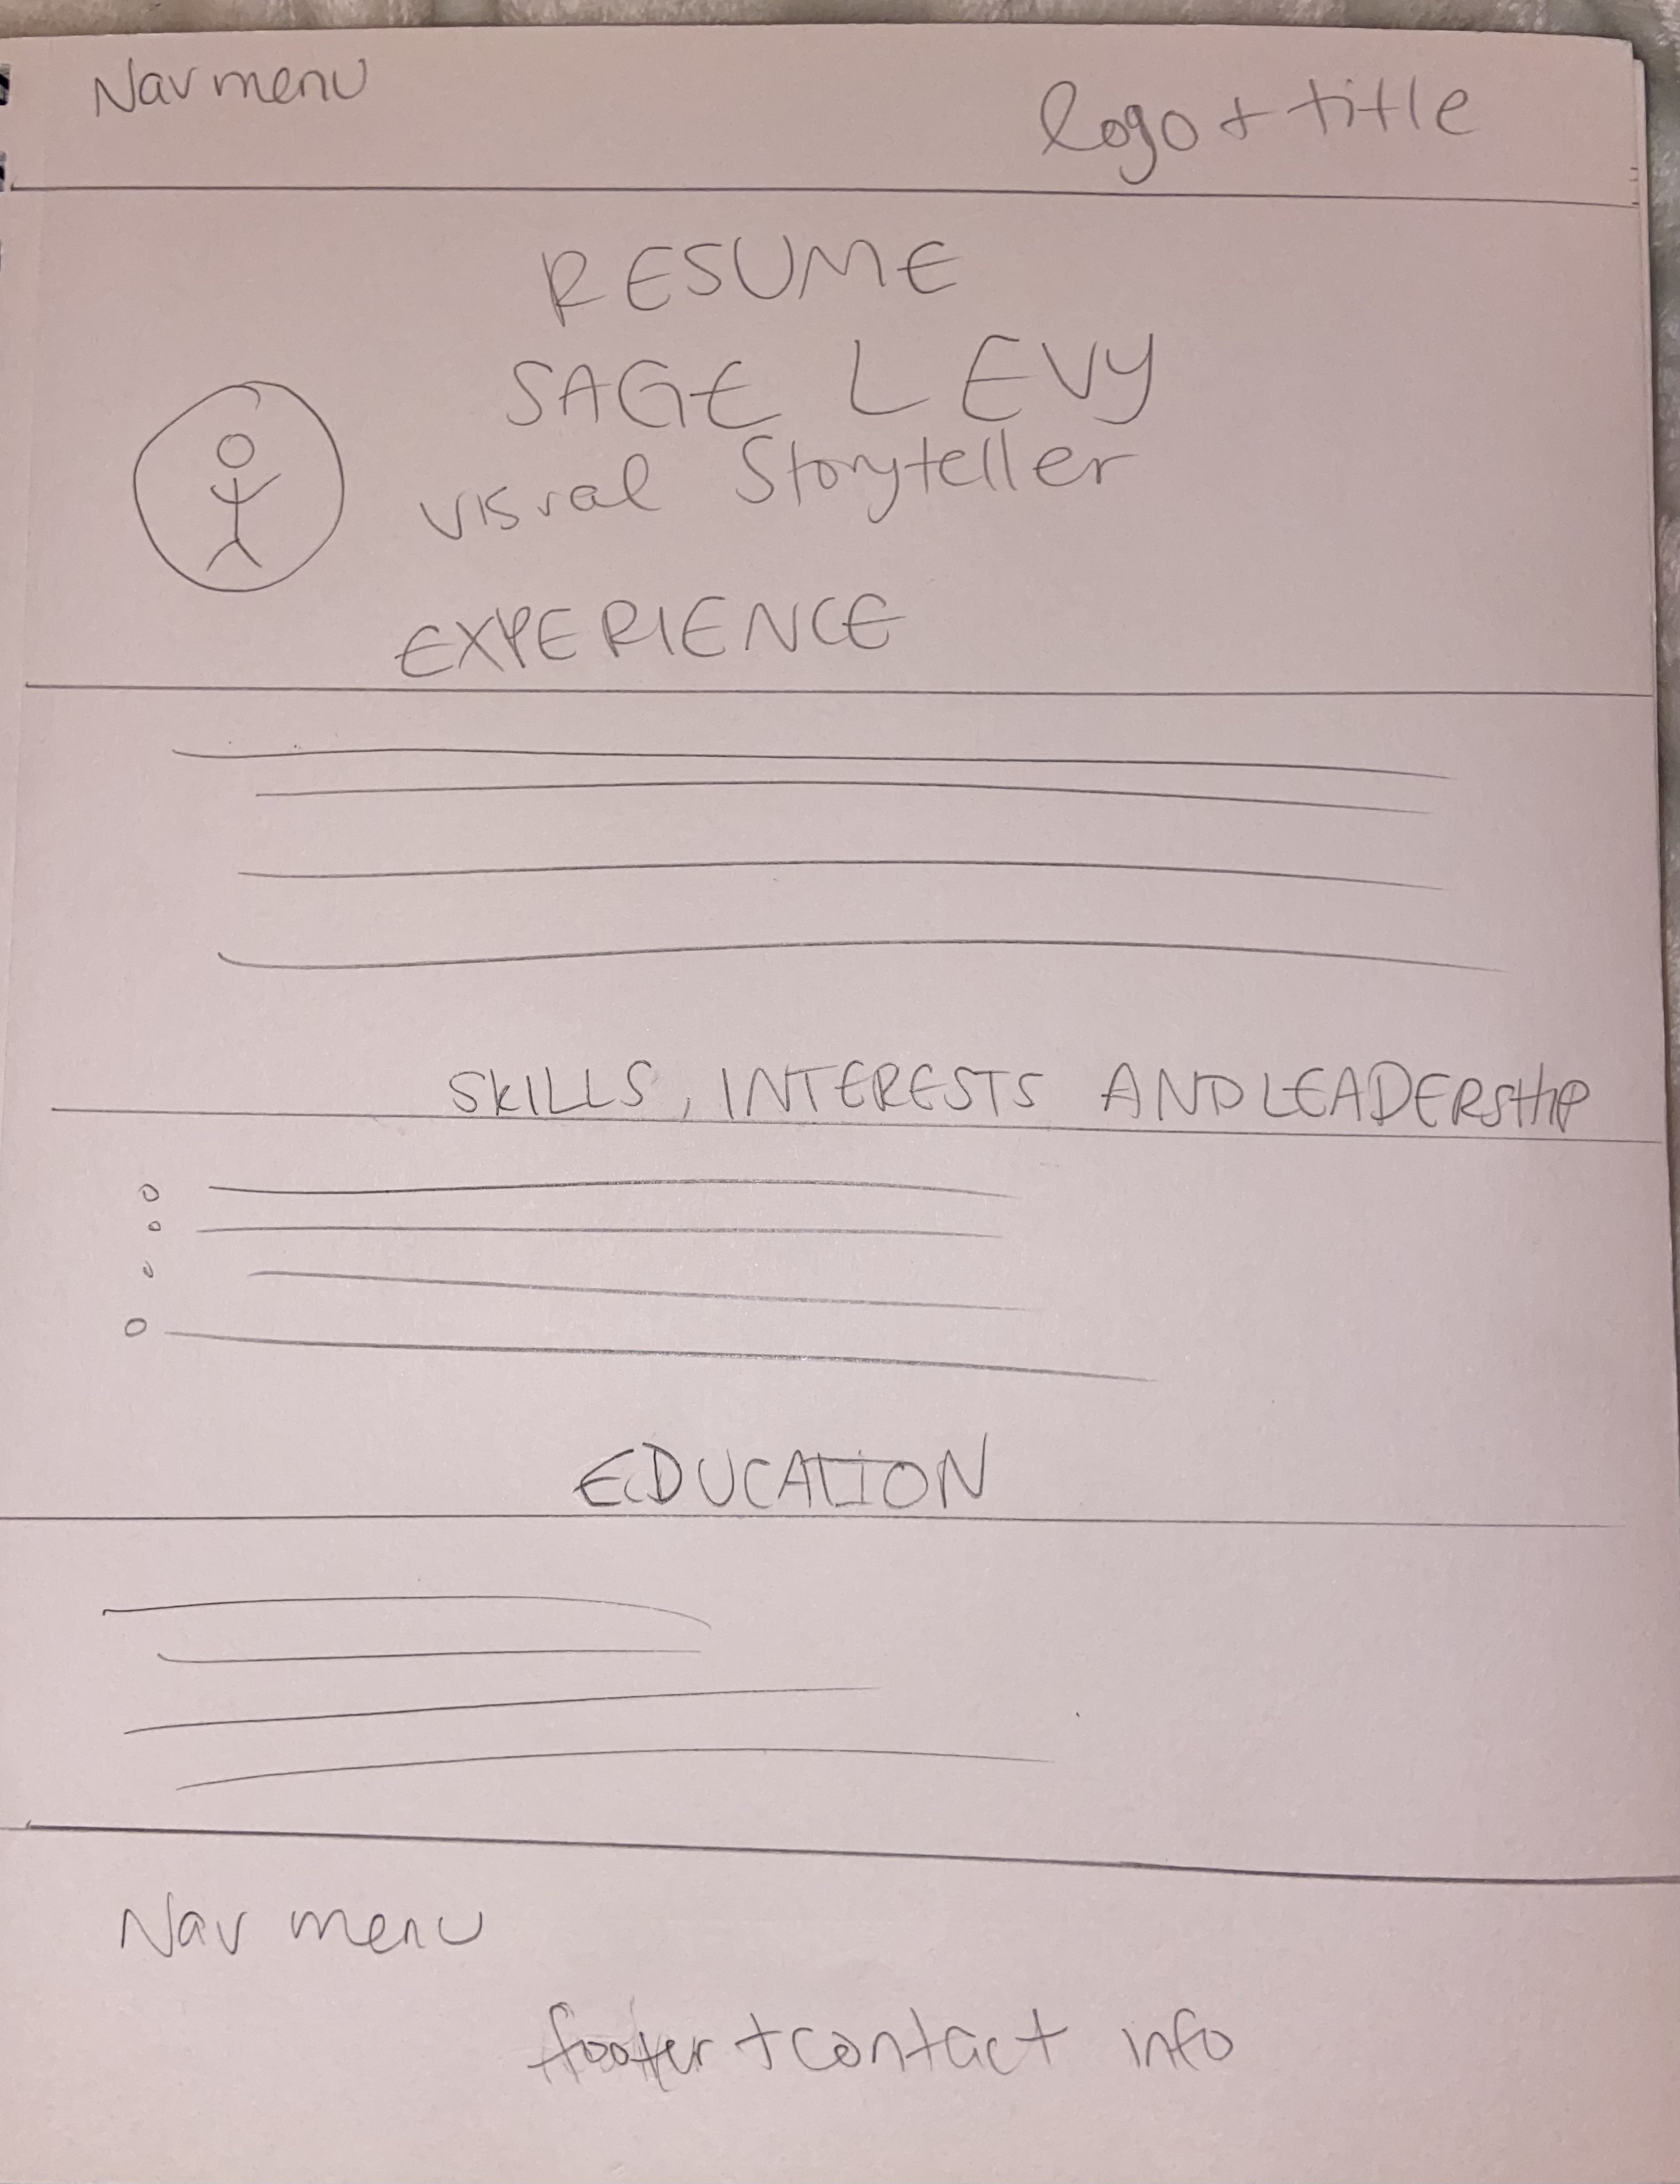 Nav menu
logo + title
RESUME
SAGE LEVY
visual Storyteller
EXPERIENCE
SKILLS, INTERESTS AND LEADERSHIP
EDUCATION
Nav menu
footer + contact info